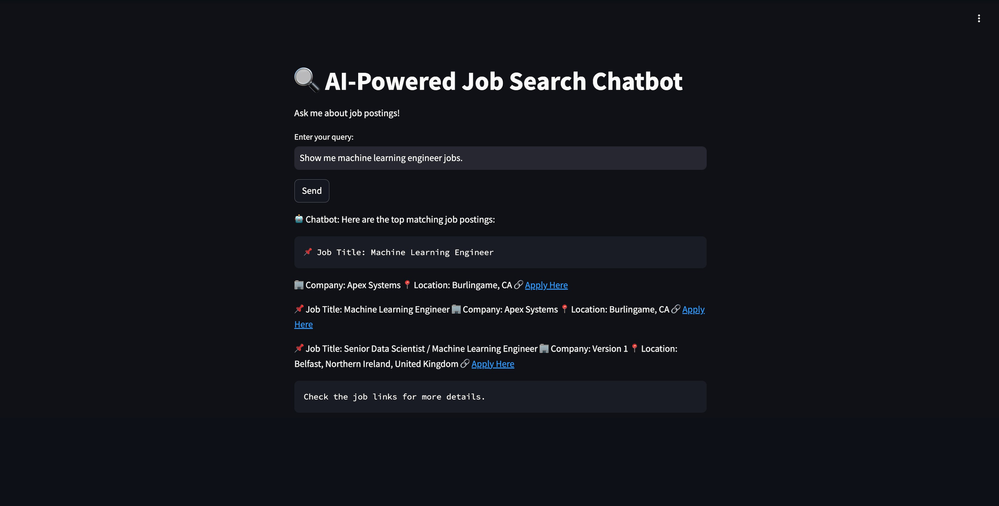 🔍 AI-Powered Job Search Chatbot
Ask me about job postings!
Enter your query:
Show me machine learning engineer jobs.
Send
🤖 Chatbot: Here are the top matching job postings:
📌 Job Title: Machine Learning Engineer
🏢 Company: Apex Systems 📍 Location: Burlingame, CA 🔗 Apply Here
📌 Job Title: Machine Learning Engineer 🏢 Company: Apex Systems 📍 Location: Burlingame, CA 🔗 Apply
Here
📌 Job Title: Senior Data Scientist / Machine Learning Engineer 🏢 Company: Version 1 📍 Location:
Belfast, Northern Ireland, United Kingdom 🔗 Apply Here
Check the job links for more details.